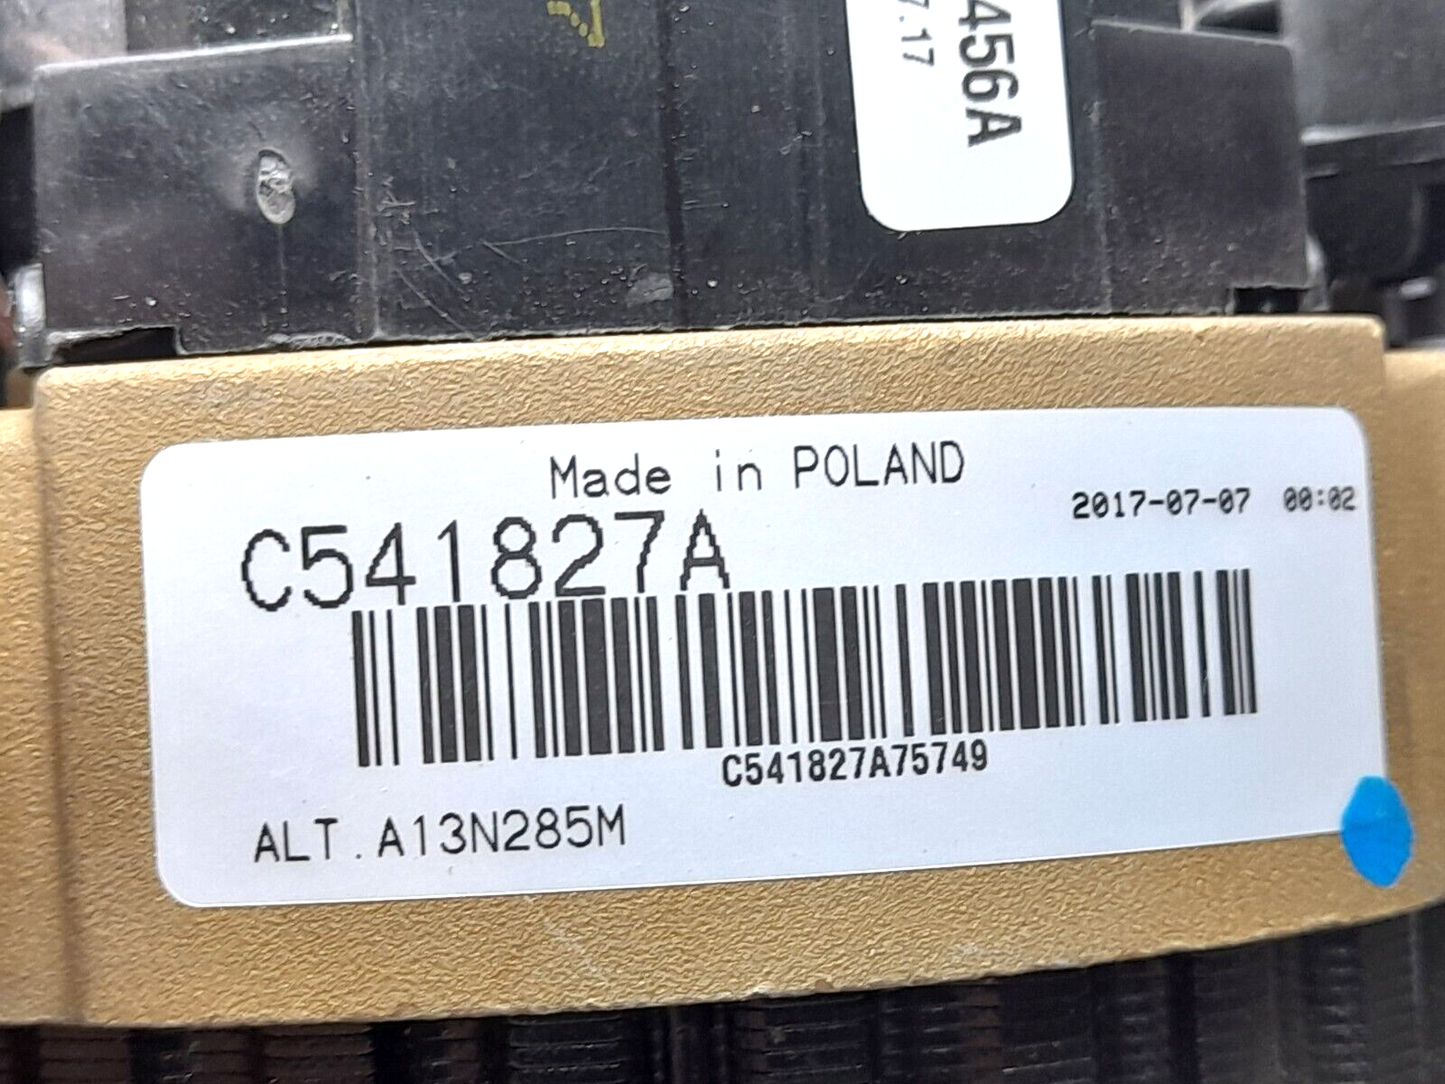 456A
7.17
Made in POLAND
2017-07-07 00:02
C541827A
C541827A75749
ALT.A13N285M